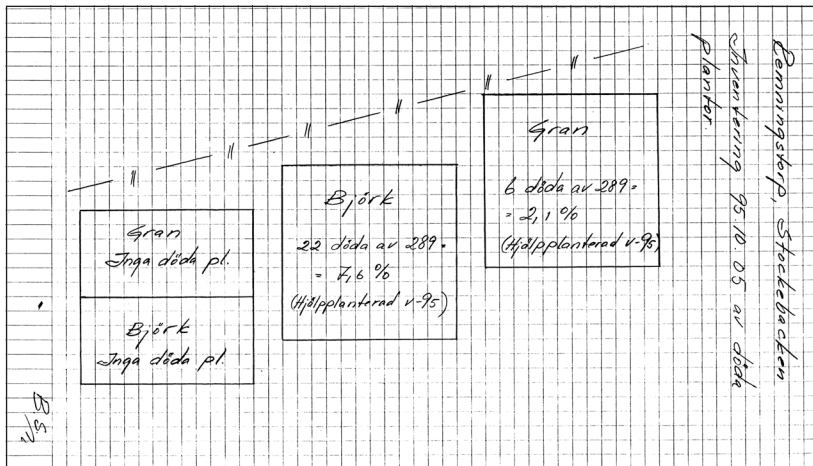 Remningstorp, Stockebacken
Inventering 95 10 05 av döda
plantor.
Gran
6 döda av 289 =
= 2,1 %
(Hjälpplanterad v-95)
Björk
22 döda av 289 =
= 7,6 %
(Hjälpplanterad v-95)
Gran
Inga döda pl.
Björk
Inga döda pl.